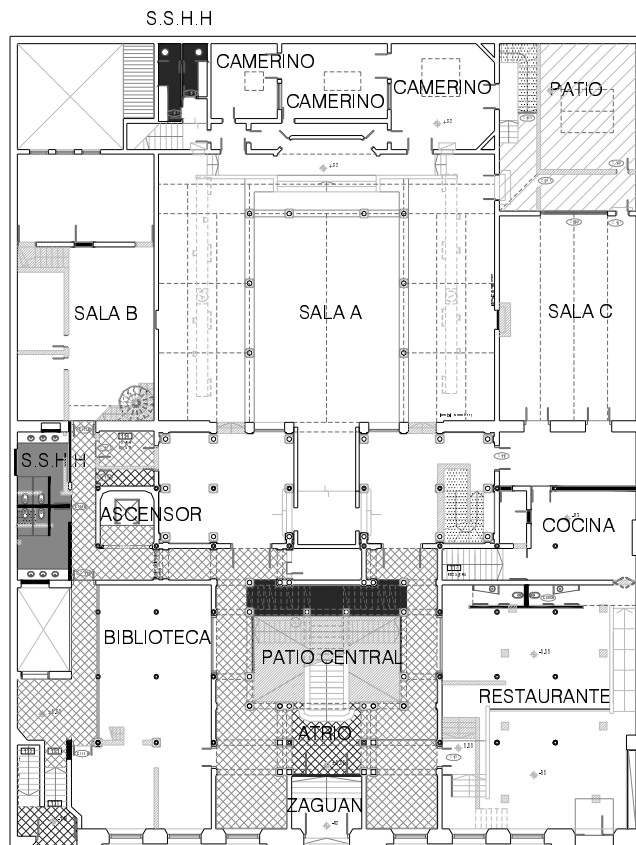 S.S.H.H
CAMERINO
CAMERINO
CAMERINO
PATIO
SALA B
SALA A
SALA C
S.S.H.H
ASCENSOR
COCINA
BIBLIOTECA
PATIO CENTRAL
RESTAURANTE
ATRIO
ZAGUAN